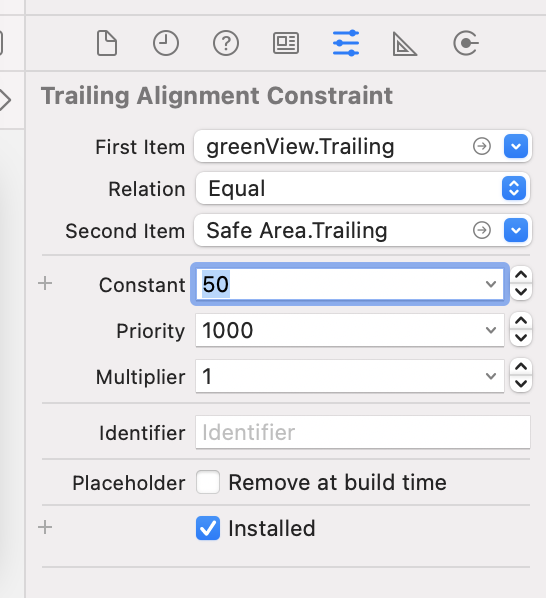 Trailing Alignment Constraint
First Item greenView.Trailing
Relation Equal
Second Item Safe Area.Trailing
Constant 50
Priority 1000
Multiplier 1
Identifier Identifier
Placeholder Remove at build time
Installed